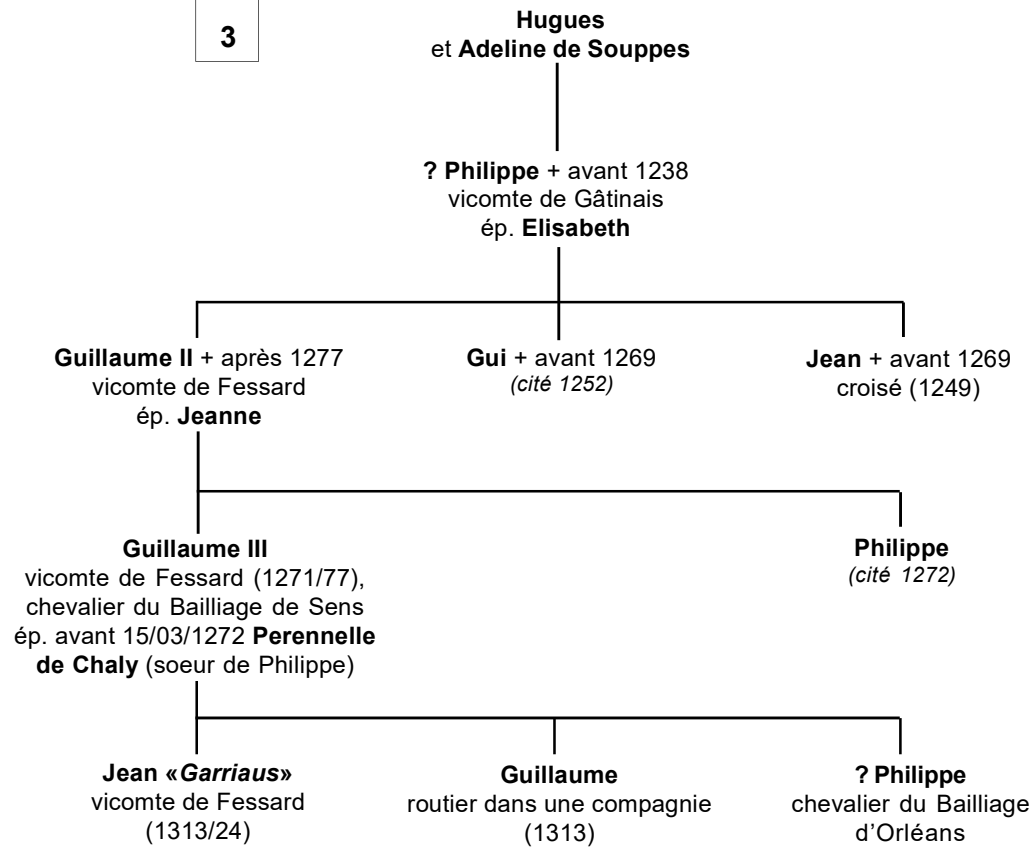 3
Hugues
et Adeline de Souppes
? Philippe + avant 1238
vicomte de Gâtinais
ép. Elisabeth
Guillaume II + après 1277
vicomte de Fessard
ép. Jeanne
Gui + avant 1269
(cité 1252)
Jean + avant 1269
croisé (1249)
Guillaume III
vicomte de Fessard (1271/77),
chevalier du Bailliage de Sens
ép. avant 15/03/1272 Perennelle
de Chaly (soeur de Philippe)
Philippe
(cité 1272)
Jean «Garriaus»
vicomte de Fessard
(1313/24)
Guillaume
routier dans une compagnie
(1313)
? Philippe
chevalier du Bailliage
d'Orléans